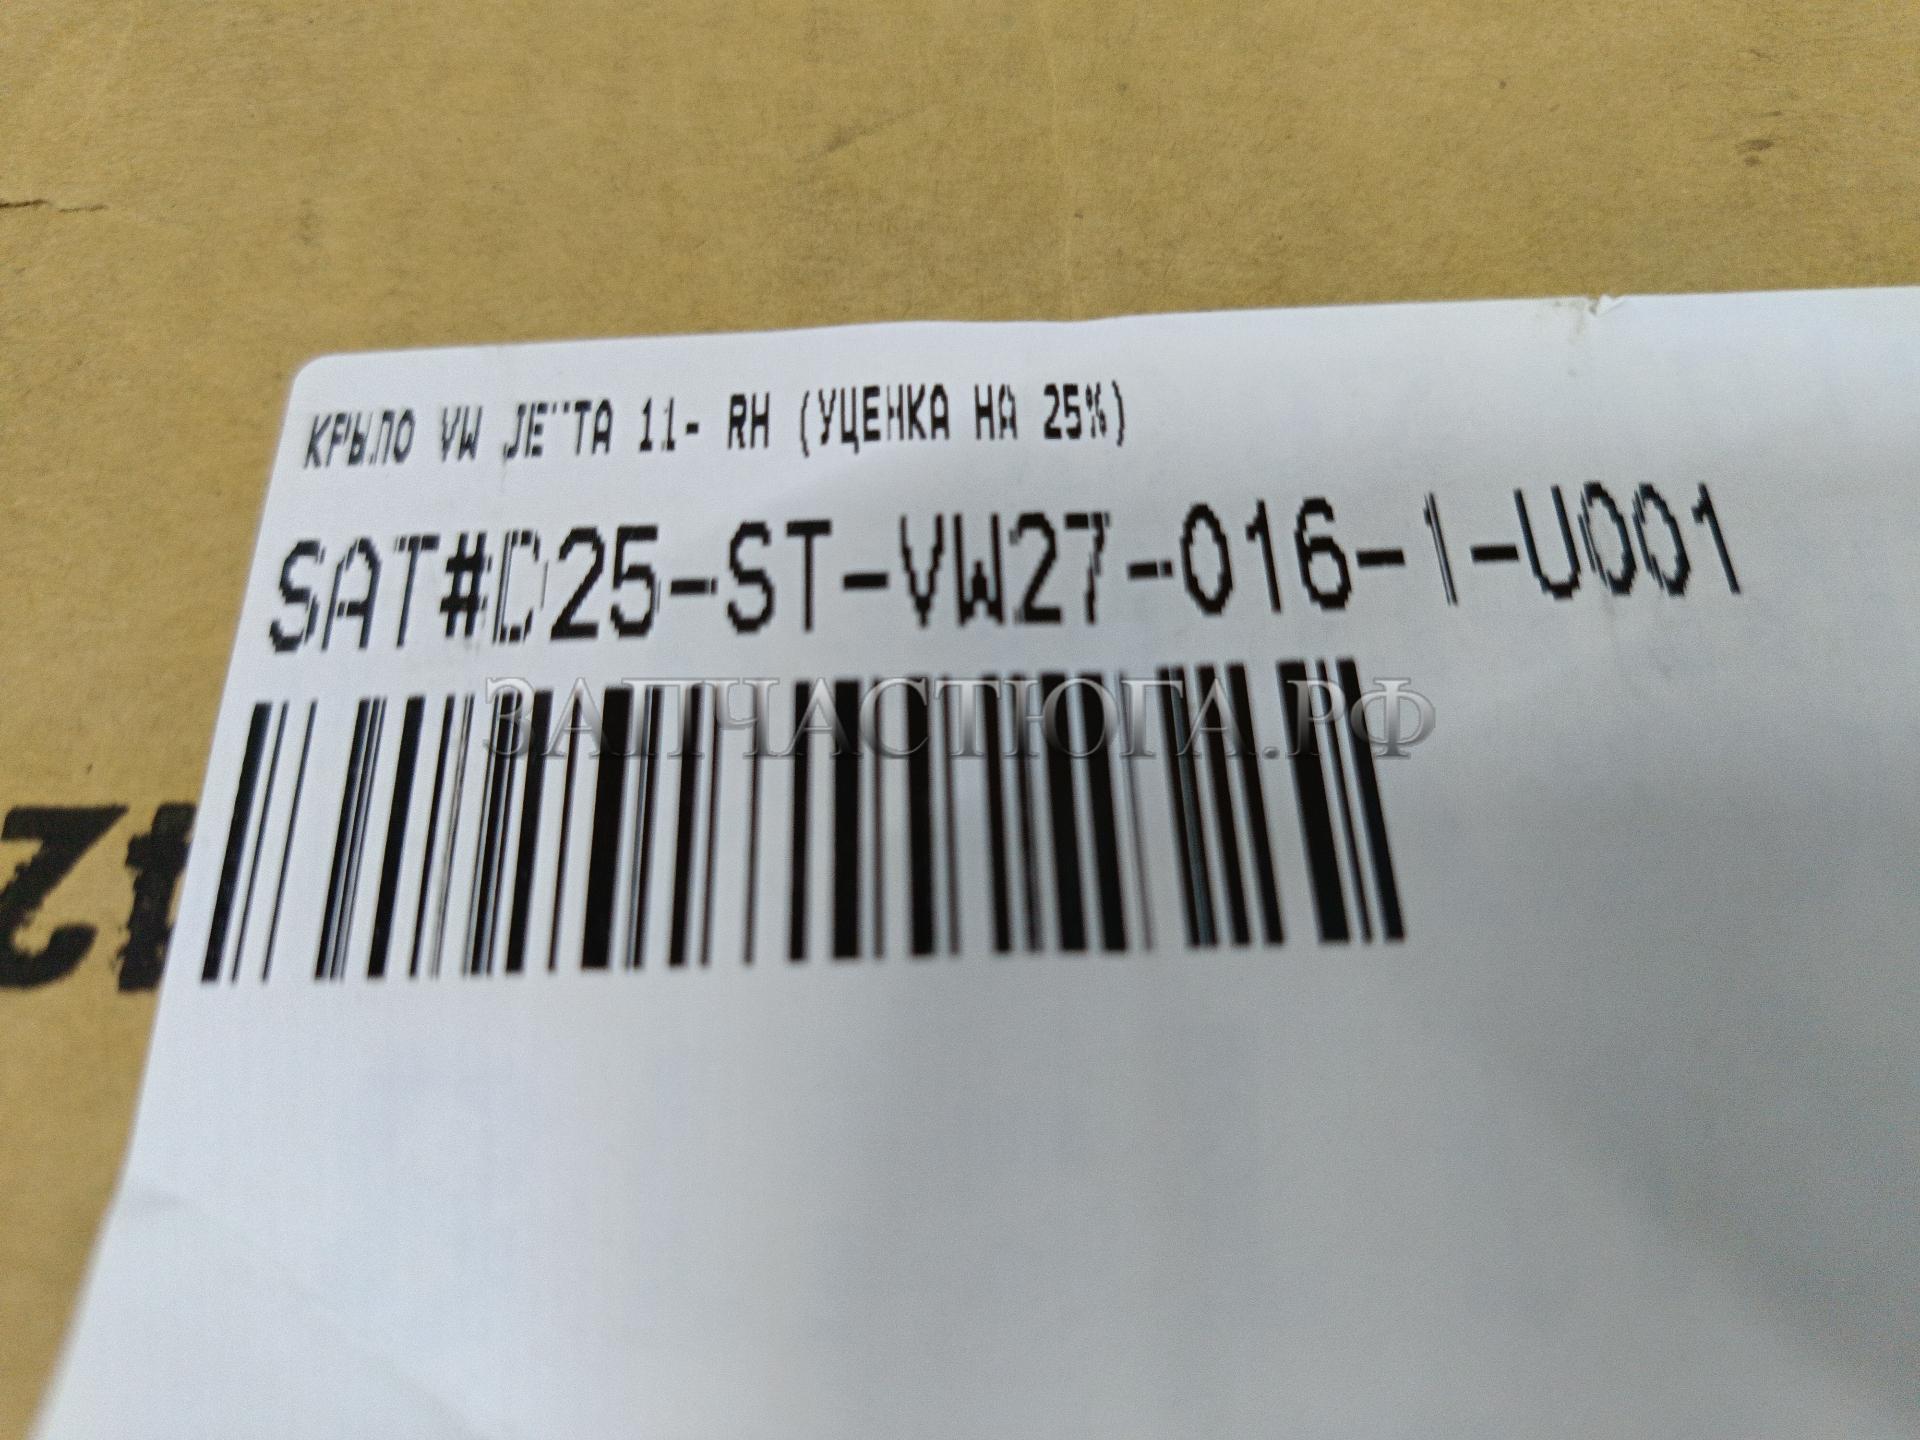 КРЫЛО VW JETTA 11- RH (УЦЕНКА НА 25%)
SAT#D25-ST-VW27-016-1-U001
ЗАПЧАСТЮГА.РФ